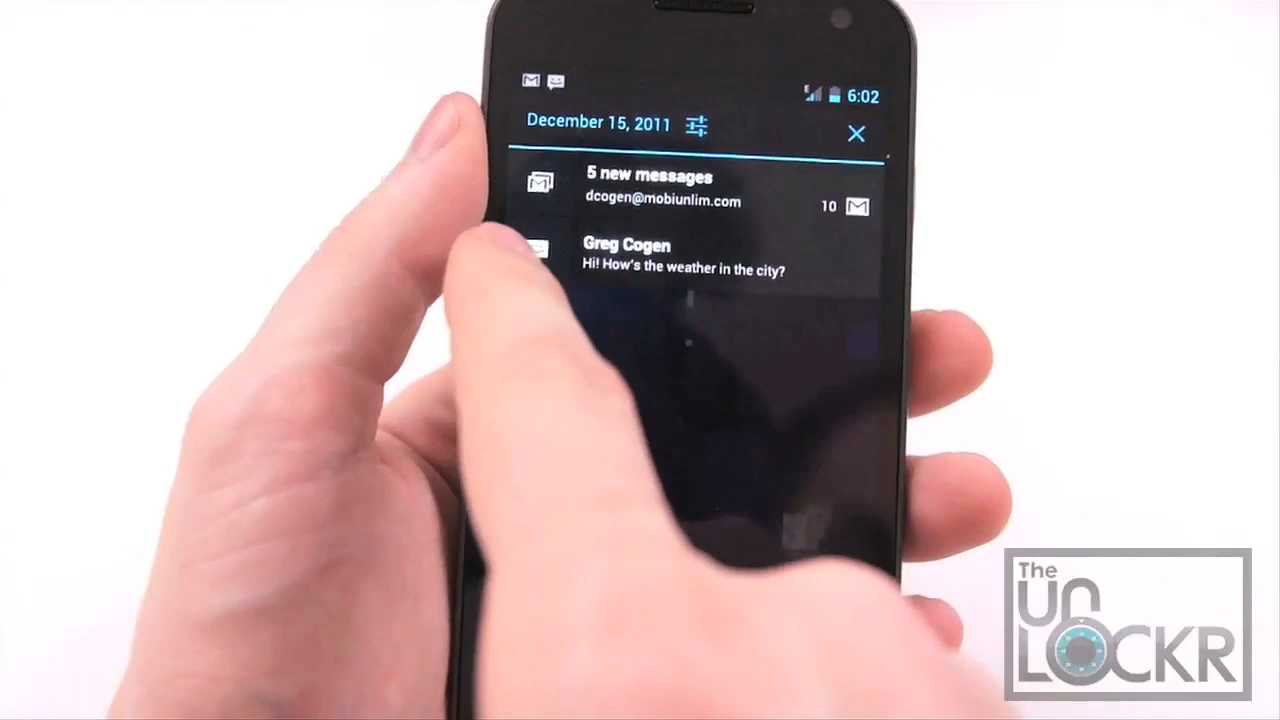 E 6:02
December 15, 2011
5 new messages
dcogen@mobiunlim.com
10
Greg Cogen
Hi! How's the weather in the city?
The
UN
LOCKR